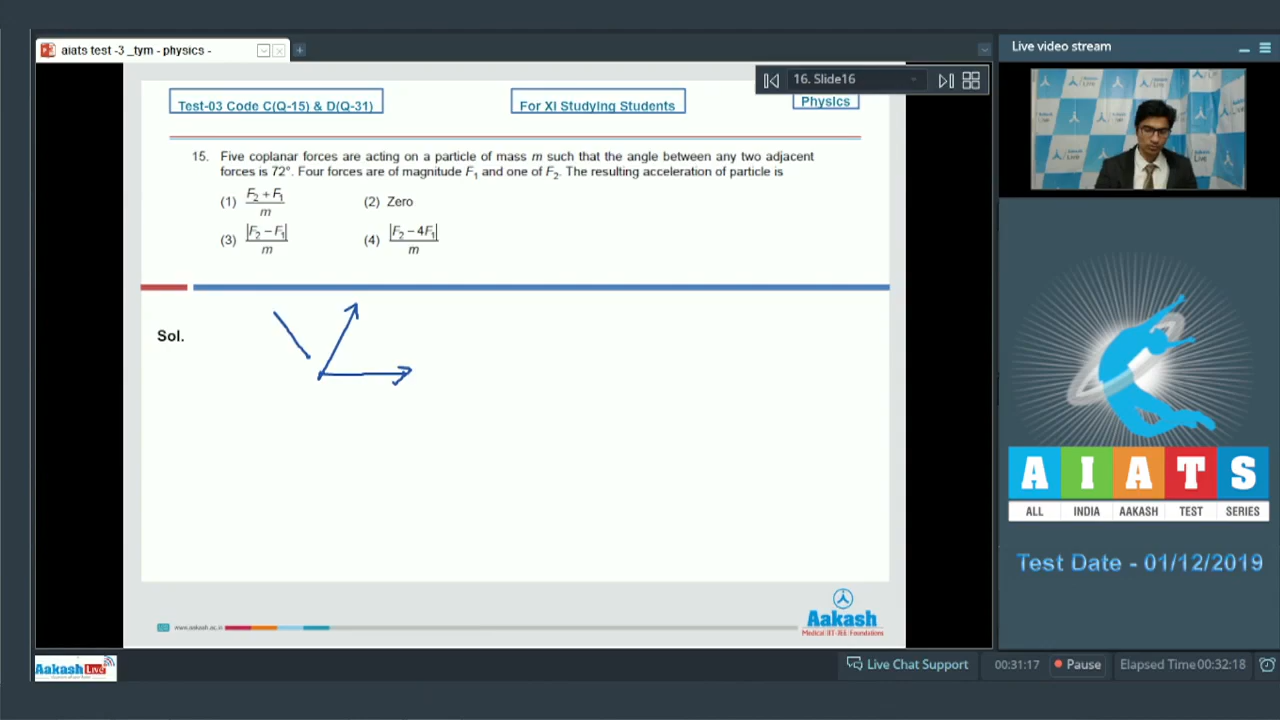 aiats test -3 _tym - physics -
Live video stream
16. Slide16
Test-03 Code C(Q-15) & D(Q-31)
For XI Studying Students
Physics
15. Five coplanar forces are acting on a particle of mass m such that the angle between any two adjacent
forces is 72°. Four forces are of magnitude F₁ and one of F₂. The resulting acceleration of particle is
(1) F₂ + F₁ / m
(2) Zero
(3) |F₂ − F₁| / m
(4) |F₂ − 4F₁| / m
Sol.
A I A T S
ALL INDIA AAKASH TEST SERIES
Test Date - 01/12/2019
Aakash
Medical|IIT-JEE|Foundations
www.aakash.ac.in
Aakash Live
Live Chat Support
00:31:17
Pause
Elapsed Time 00:32:18